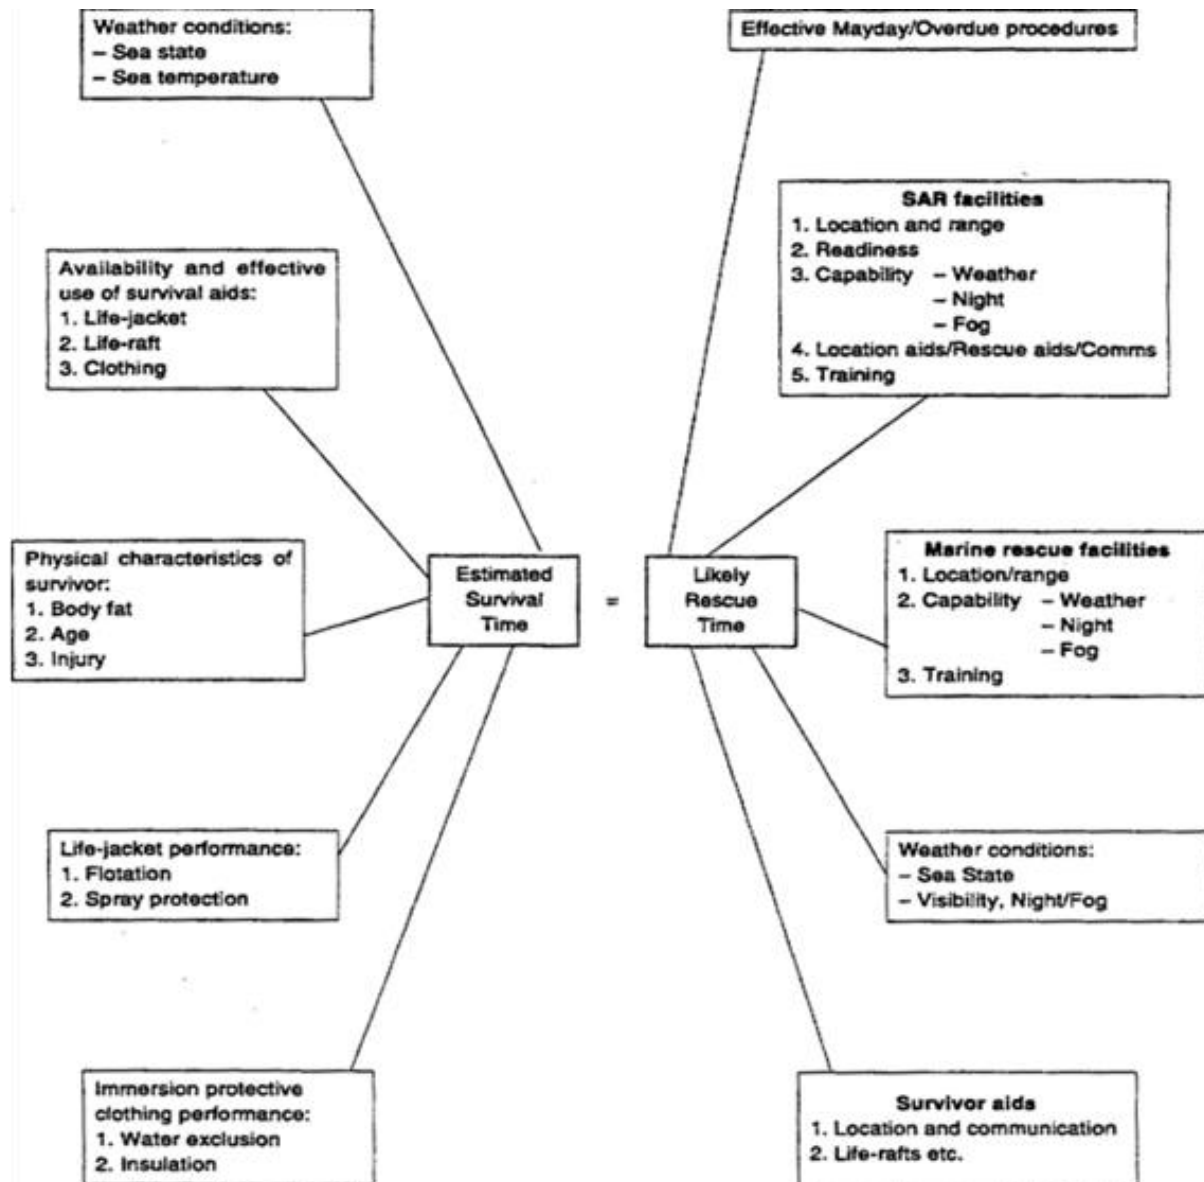 Weather conditions:
– Sea state
– Sea temperature
Availability and effective
use of survival aids:
1. Life-jacket
2. Life-raft
3. Clothing
Physical characteristics of
survivor:
1. Body fat
2. Age
3. Injury
Life-jacket performance:
1. Flotation
2. Spray protection
Immersion protective
clothing performance:
1. Water exclusion
2. Insulation
Estimated
Survival
Time
=
Likely
Rescue
Time
Effective Mayday/Overdue procedures
SAR facilities
1. Location and range
2. Readiness
3. Capability – Weather
– Night
– Fog
4. Location aids/Rescue aids/Comms
5. Training
Marine rescue facilities
1. Location/range
2. Capability – Weather
– Night
– Fog
3. Training
Weather conditions:
– Sea State
– Visibility, Night/Fog
Survivor aids
1. Location and communication
2. Life-rafts etc.